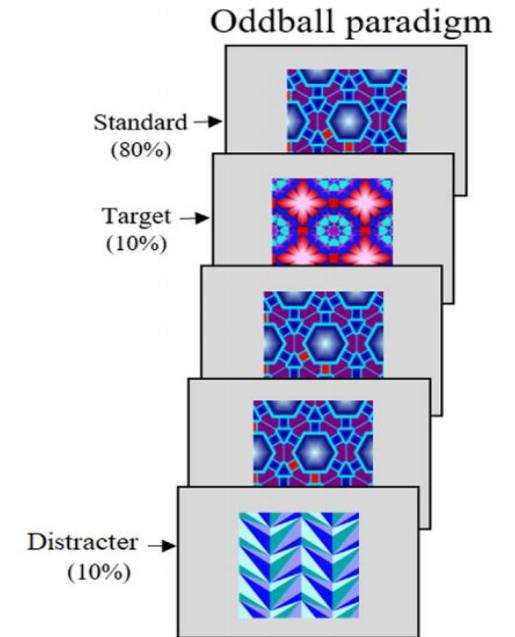 Oddball paradigm
Standard
(80%)
Target
(10%)
Distracter
(10%)